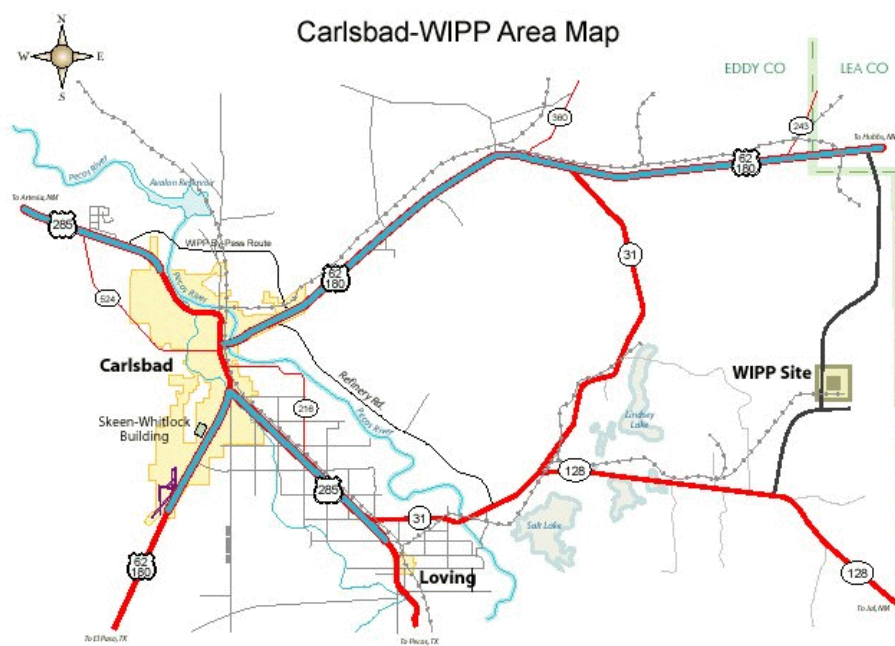 Carlsbad-WIPP Area Map
N
W
E
S
EDDY CO
LEA CO
360
243
To Hobbs, NM
62
180
Pecos River
Avalon Reservoir
To Artesia, NM
285
WIPP By-Pass Route
31
62
180
524
Pecos River
Carlsbad
WIPP Site
Refinery Rd.
216
Pecos River
Lindsey
Lake
Skeen-Whitlock
Building
128
285
31
Salt Lake
62
180
Loving
128
To El Paso, TX
To Pecos, TX
To Jal, NM